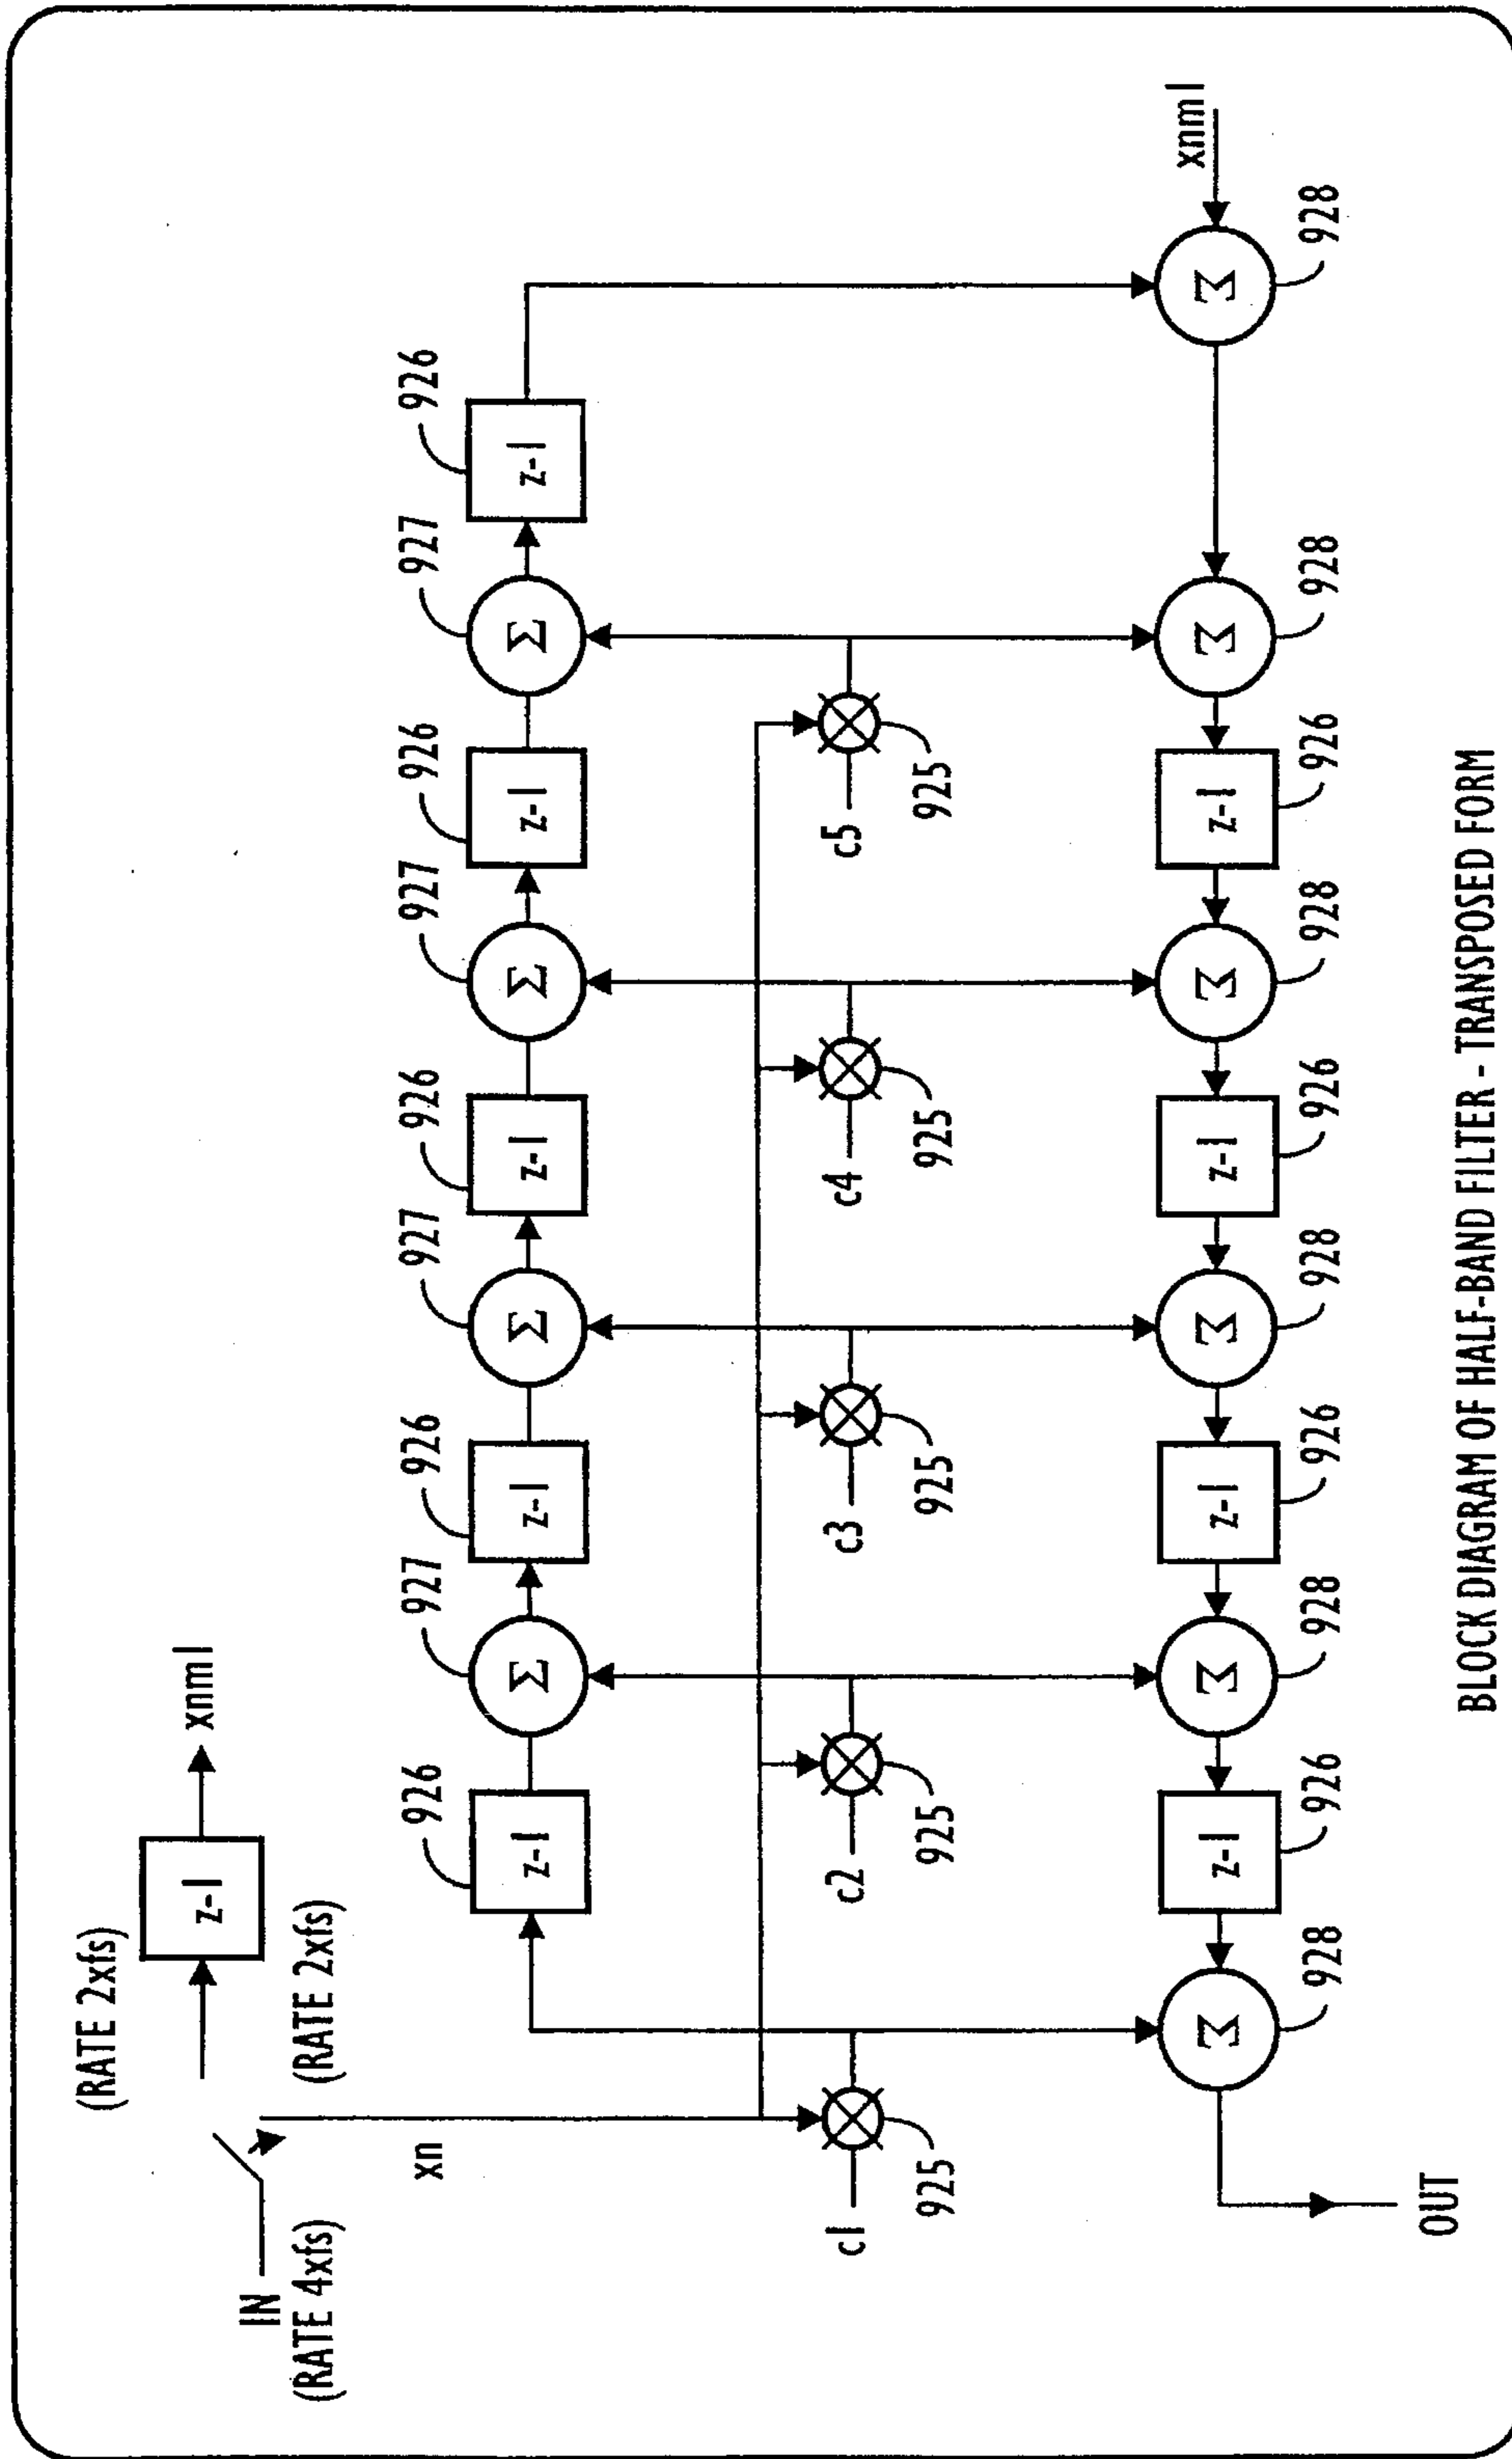 (RATE 2xfs)
z-1 xnm1
IN
(RATE 4xfs) (RATE 2xfs)
xn
926 927 926 927 926 927 926 927 926
z-1 Σ z-1 Σ z-1 Σ z-1 Σ z-1
c1 c2 c3 c4 c5
925 925 925 925 925
xnm1
Σ z-1 Σ z-1 Σ z-1 Σ z-1 Σ Σ
928 926 928 926 928 926 928 926 928 928
OUT
BLOCK DIAGRAM OF HALF-BAND FILTER - TRANSPOSED FORM